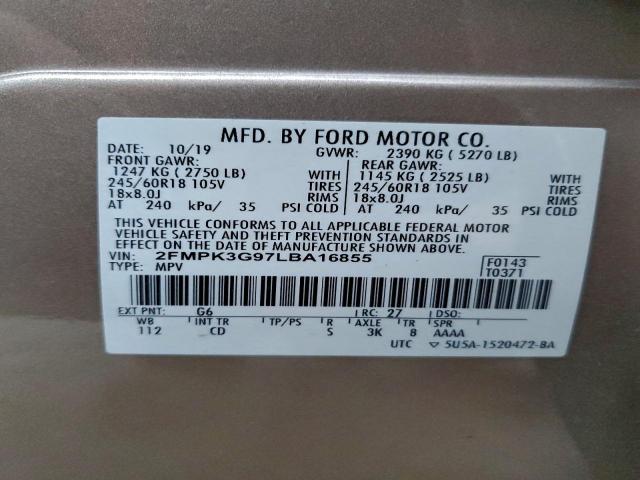 MFD. BY FORD MOTOR CO.
DATE: 10/19 GVWR: 2390 KG ( 5270 LB)
FRONT GAWR: REAR GAWR:
1247 KG ( 2750 LB) WITH 1145 KG ( 2525 LB) WITH
245/60R18 105V TIRES 245/60R18 105V TIRES
18x8.0J RIMS 18x8.0J RIMS
AT 240 kPa/ 35 PSI COLD AT 240 kPa/ 35 PSI COLD
THIS VEHICLE CONFORMS TO ALL APPLICABLE FEDERAL MOTOR
VEHICLE SAFETY AND THEFT PREVENTION STANDARDS IN
EFFECT ON THE DATE OF MANUFACTURE SHOWN ABOVE.
VIN: 2FMPK3G97LBA16855 F0143
TYPE: MPV T0371
EXT PNT: G6 RC: 27 DSO:
WB INT TR TP/PS R AXLE TR SPR
112 CD S 3K 8 AAAA
UTC ▽ 5U5A-1520472-BA